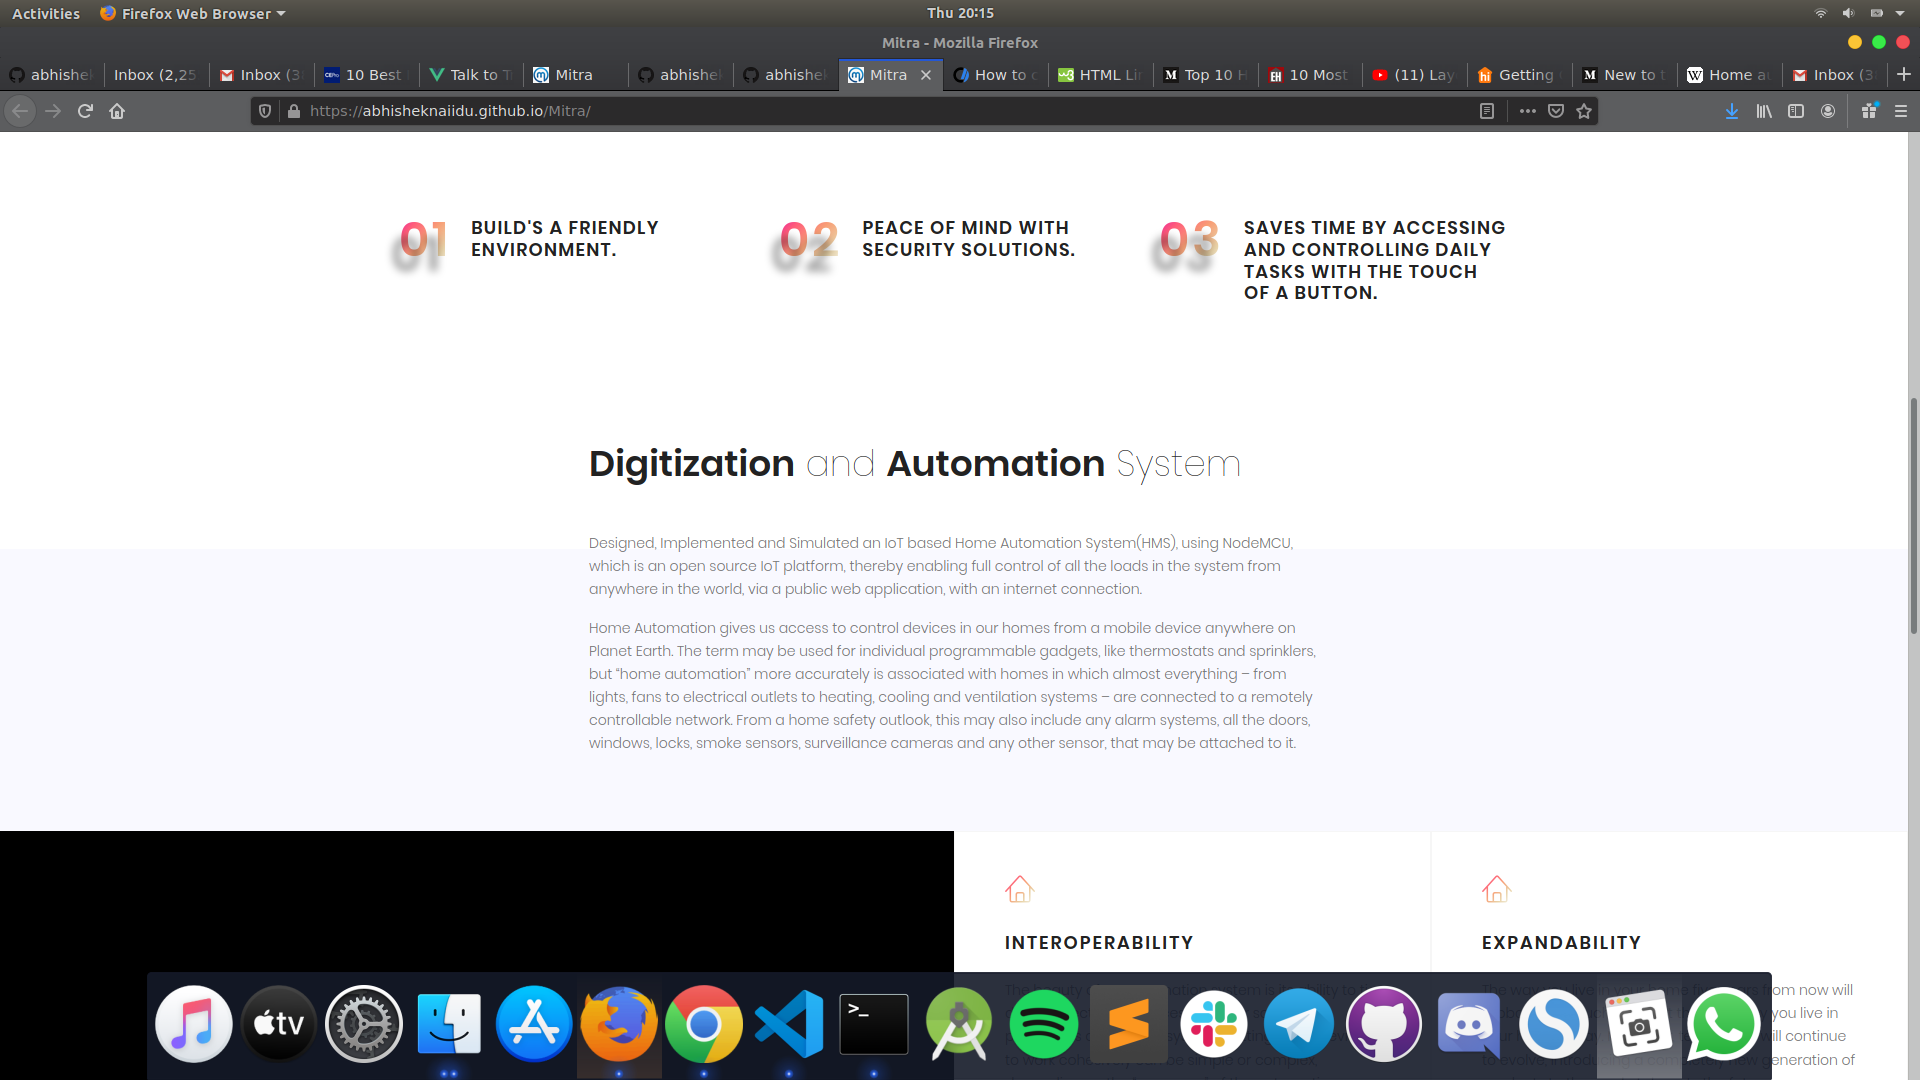 Activities Firefox Web Browser Thu 20:15
Mitra - Mozilla Firefox
abhishek Inbox (2,25 Inbox (3 10 Best Talk to T Mitra abhishek abhishek Mitra How to c HTML Lin Top 10 H 10 Most (11) Lay Getting New to t Home au Inbox (3
https://abhisheknaiidu.github.io/Mitra/
01 BUILD'S A FRIENDLY
ENVIRONMENT.
02 PEACE OF MIND WITH
SECURITY SOLUTIONS.
03 SAVES TIME BY ACCESSING
AND CONTROLLING DAILY
TASKS WITH THE TOUCH
OF A BUTTON.
Digitization and Automation System
Designed, Implemented and Simulated an IoT based Home Automation System(HMS), using NodeMCU,
which is an open source IoT platform, thereby enabling full control of all the loads in the system from
anywhere in the world, via a public web application, with an internet connection.
Home Automation gives us access to control devices in our homes from a mobile device anywhere on
Planet Earth. The term may be used for individual programmable gadgets, like thermostats and sprinklers,
but “home automation” more accurately is associated with homes in which almost everything – from
lights, fans to electrical outlets to heating, cooling and ventilation systems – are connected to a remotely
controllable network. From a home safety outlook, this may also include any alarm systems, all the doors,
windows, locks, smoke sensors, surveillance cameras and any other sensor, that may be attached to it.
INTEROPERABILITY
EXPANDABILITY
from now will
you live in
will continue
generation of
tv